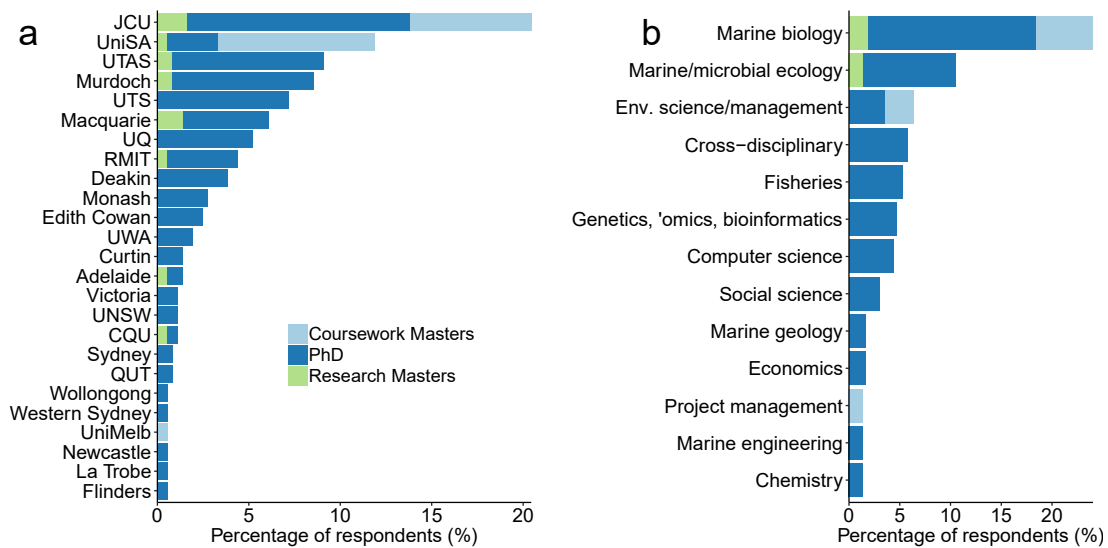 a
JCU
UniSA
UTAS
Murdoch
UTS
Macquarie
UQ
RMIT
Deakin
Monash
Edith Cowan
UWA
Curtin
Adelaide
Victoria
UNSW
CQU
Sydney
QUT
Wollongong
Western Sydney
UniMelb
Newcastle
La Trobe
Flinders
Coursework Masters
PhD
Research Masters
0 5 10 15 20
Percentage of respondents (%)
b
Marine biology
Marine/microbial ecology
Env. science/management
Cross−disciplinary
Fisheries
Genetics, 'omics, bioinformatics
Computer science
Social science
Marine geology
Economics
Project management
Marine engineering
Chemistry
0 5 10 15 20
Percentage of respondents (%)